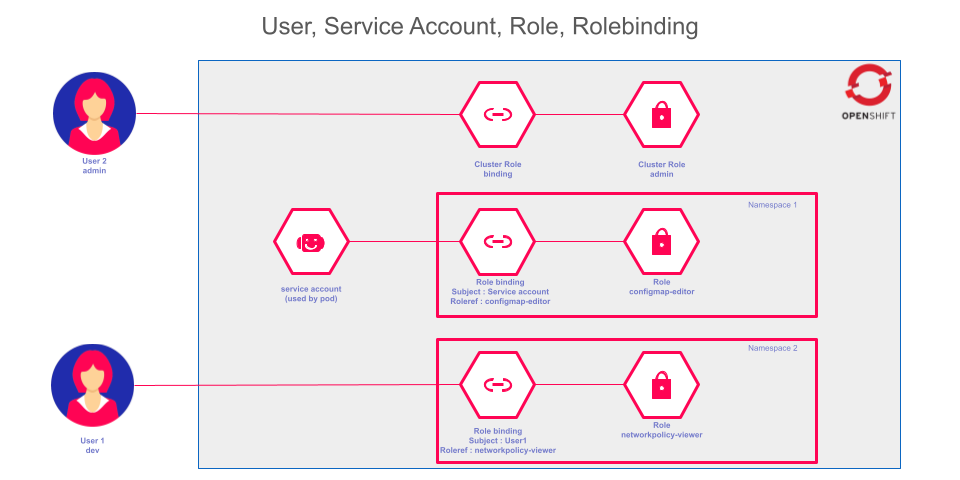 User, Service Account, Role, Rolebinding
OPENSHIFT
User 2
admin
Cluster Role
binding
Cluster Role
admin
Namespace 1
service account
(used by pod)
Role binding
Subject : Service account
Roleref : configmap-editor
Role
configmap-editor
Namespace 2
User 1
dev
Role binding
Subject : User1
Roleref : networkpolicy-viewer
Role
networkpolicy-viewer